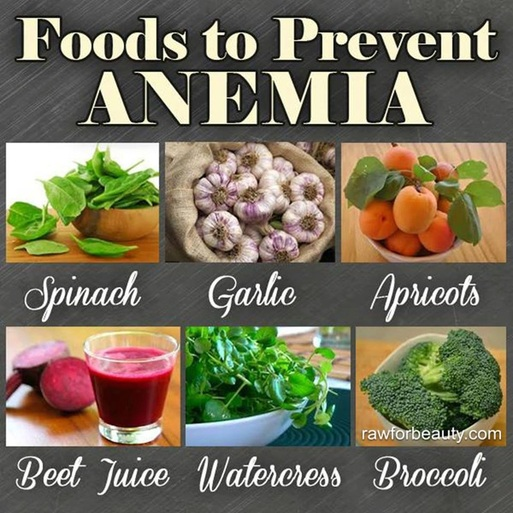 Foods to Prevent
ANEMIA
Spinach Garlic Apricots
rawforbeauty.com
Beet Juice Watercress Broccoli